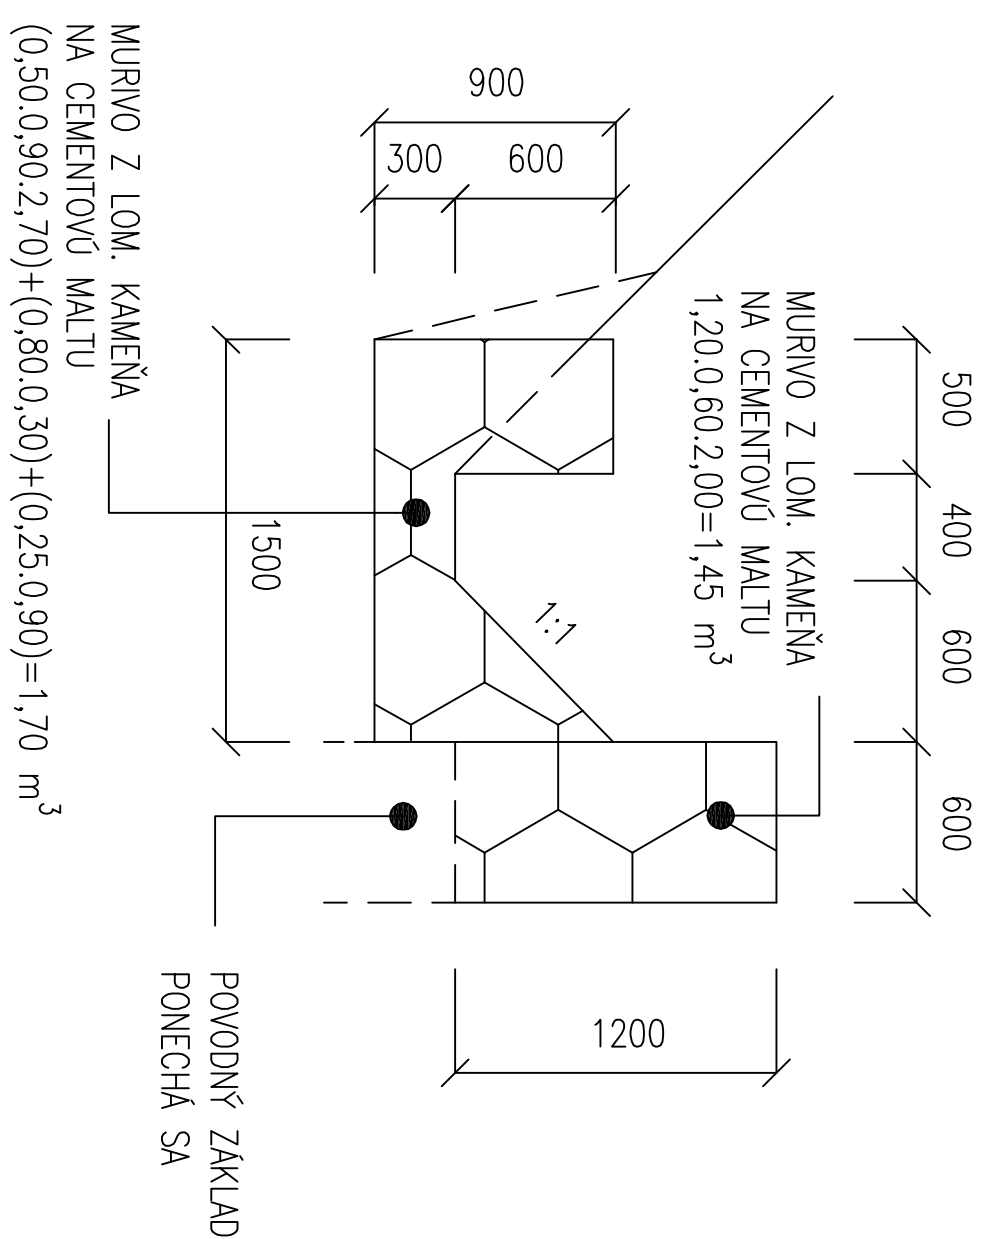 MURIVO Z LOM. KAMEŇA
NA CEMENTOVÚ MALTU
1,20.0,60.2,00=1,45 m³
500
400
600
600
900
300
600
1:1
1200
1500
MURIVO Z LOM. KAMEŇA
NA CEMENTOVÚ MALTU
(0,50.0,90.2,70)+(0,80.0,30)+(0,25.0,90)=1,70 m³
POVODNÝ ZÁKLAD
PONECHÁ SA